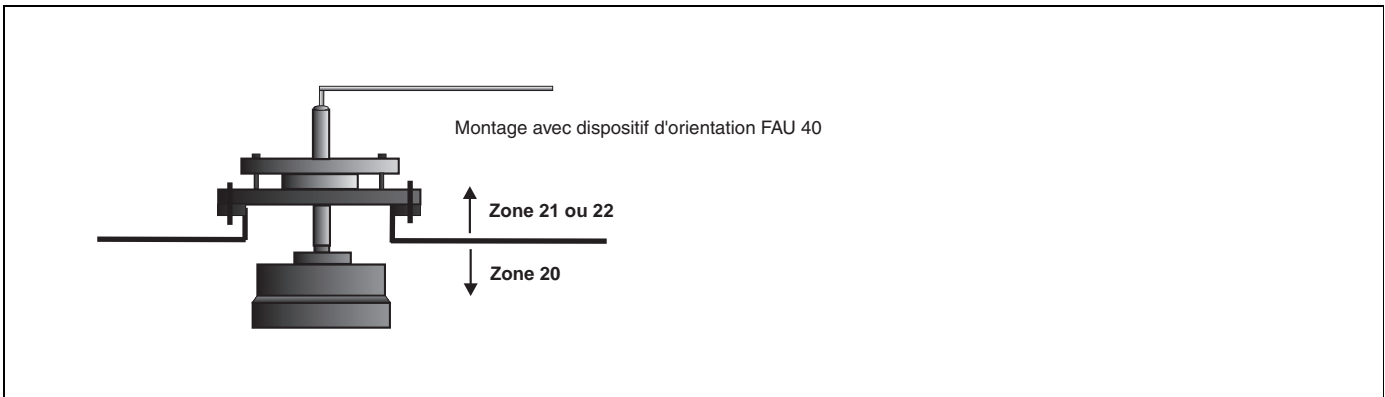 Montage avec dispositif d'orientation FAU 40
Zone 21 ou 22
Zone 20